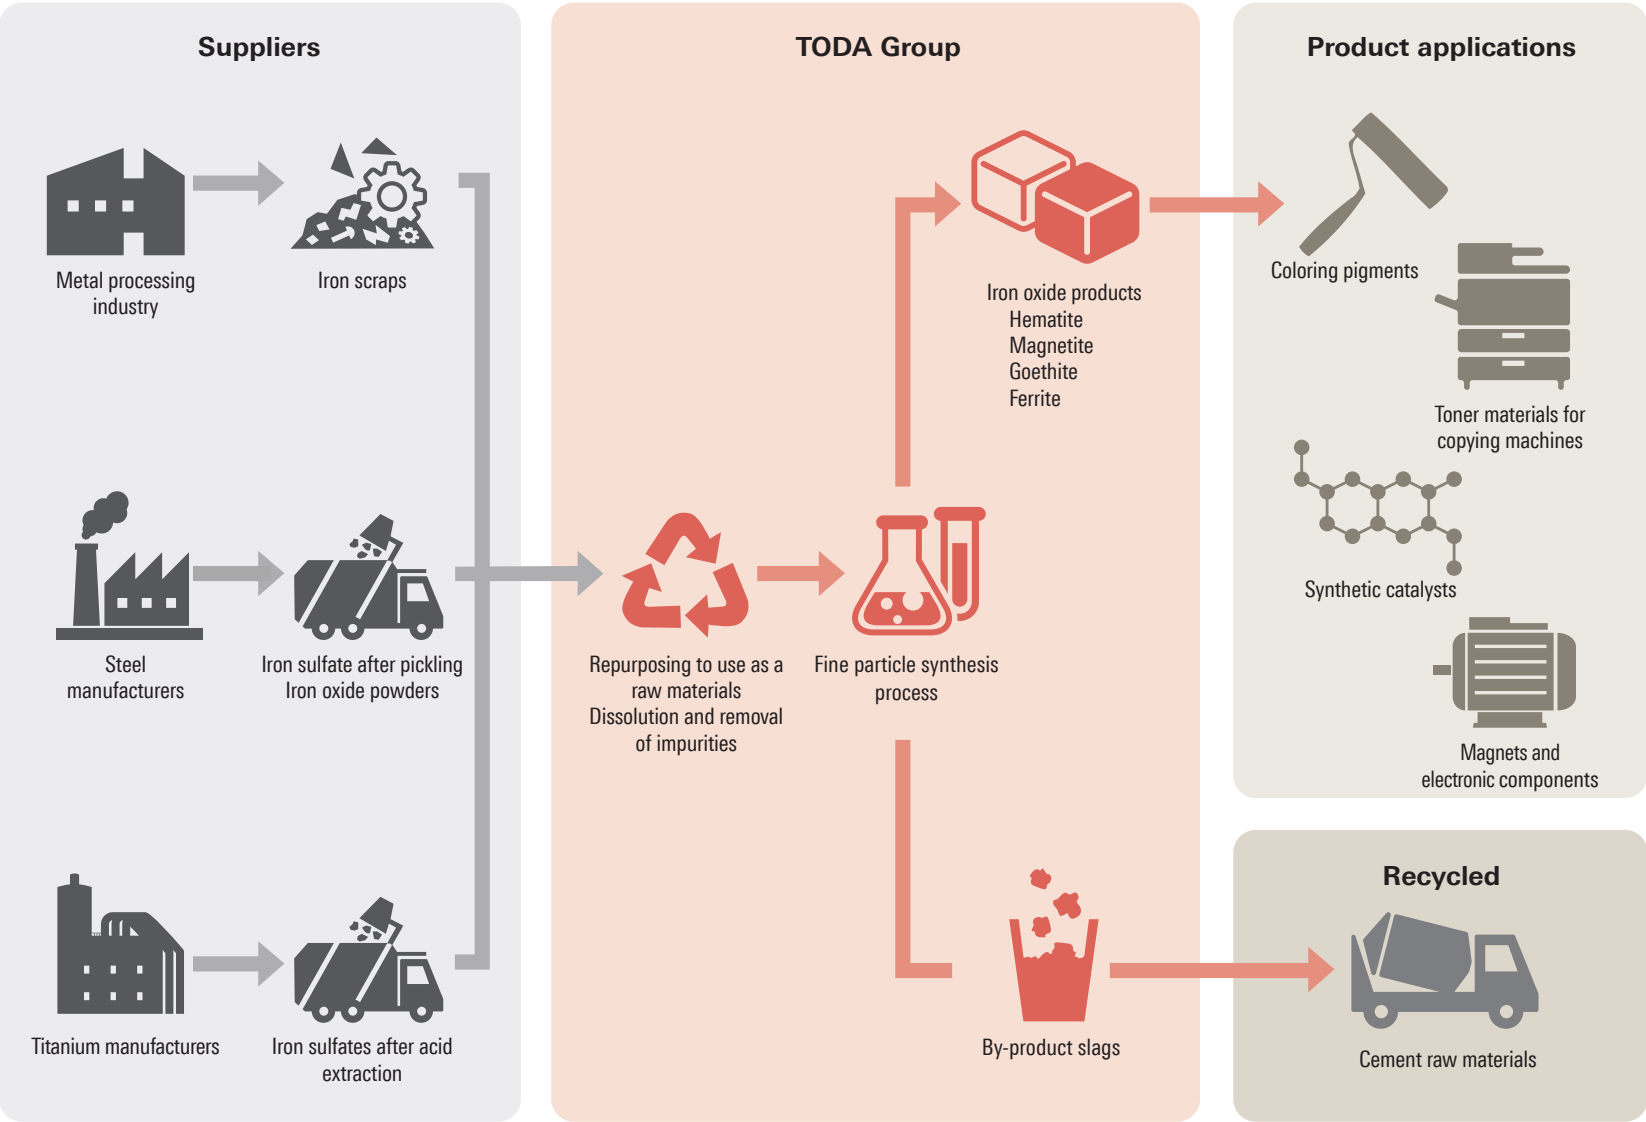 Suppliers
Metal processing
industry
Iron scraps
Steel
manufacturers
Iron sulfate after pickling
Iron oxide powders
Titanium manufacturers
Iron sulfates after acid
extraction
TODA Group
Repurposing to use as a
raw materials
Dissolution and removal
of impurities
Fine particle synthesis
process
Iron oxide products
Hematite
Magnetite
Goethite
Ferrite
By-product slags
Product applications
Coloring pigments
Toner materials for
copying machines
Synthetic catalysts
Magnets and
electronic components
Recycled
Cement raw materials